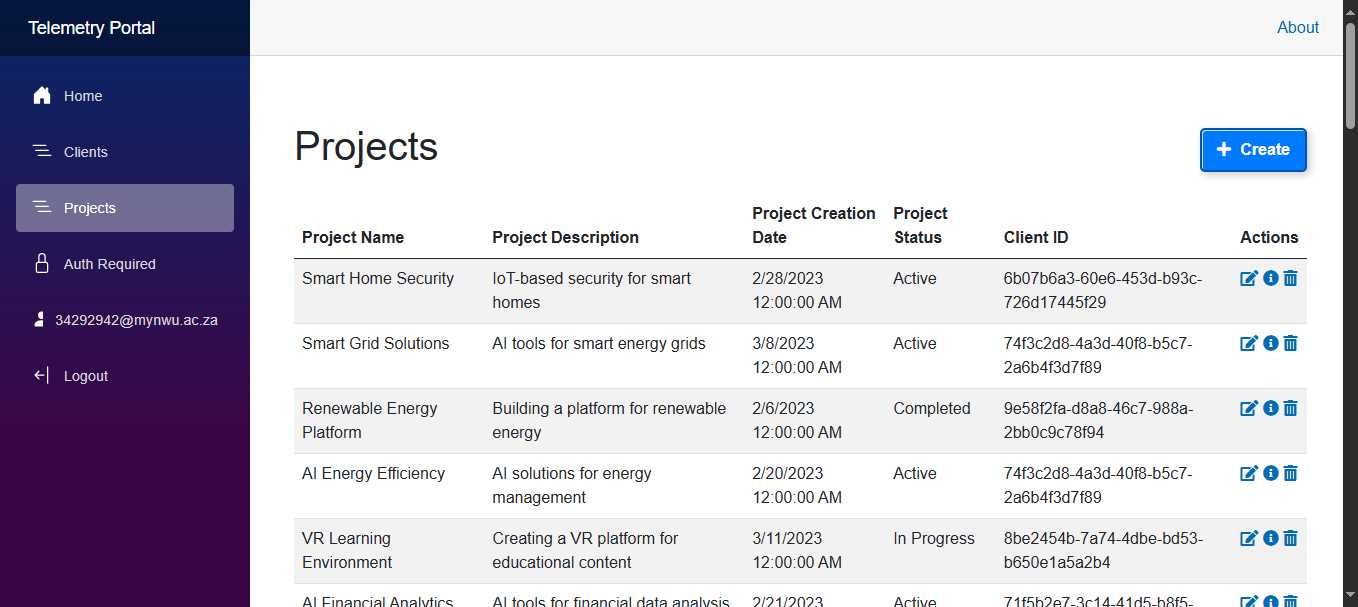 Telemetry Portal
About
Home
Clients
Projects
Auth Required
34292942@mynwu.ac.za
Logout
Projects
Create
Project Name Project Description Project Creation Date Project Status Client ID Actions
Smart Home Security IoT-based security for smart homes 2/28/2023 12:00:00 AM Active 6b07b6a3-60e6-453d-b93c-726d17445f29
Smart Grid Solutions AI tools for smart energy grids 3/8/2023 12:00:00 AM Active 74f3c2d8-4a3d-40f8-b5c7-2a6b4f3d7f89
Renewable Energy Platform Building a platform for renewable energy 2/6/2023 12:00:00 AM Completed 9e58f2fa-d8a8-46c7-988a-2bb0c9c78f94
AI Energy Efficiency AI solutions for energy management 2/20/2023 12:00:00 AM Active 74f3c2d8-4a3d-40f8-b5c7-2a6b4f3d7f89
VR Learning Environment Creating a VR platform for educational content 3/11/2023 12:00:00 AM In Progress 8be2454b-7a74-4dbe-bd53-b650e1a5a2b4
AI Financial Analytics AI tools for financial data analysis 2/21/2023 Active 71f5b2e7-3c14-41d5-b8f5-